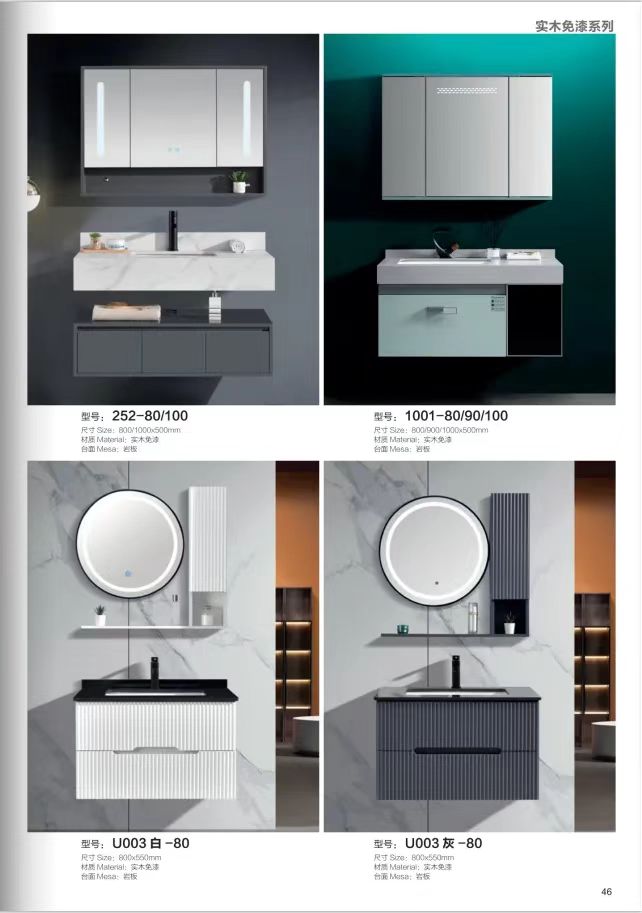 实木免漆系列
型号：252-80/100
尺寸 Size：800/1000x500mm
材质 Material：实木免漆
台面 Mesa：岩板
型号：1001-80/90/100
尺寸 Size：800/900/1000x500mm
材质 Material：实木免漆
台面 Mesa：岩板
型号：U003 白 -80
尺寸 Size：800x550mm
材质 Material：实木免漆
台面 Mesa：岩板
型号：U003 灰 -80
尺寸 Size：800x550mm
材质 Material：实木免漆
台面 Mesa：岩板
46